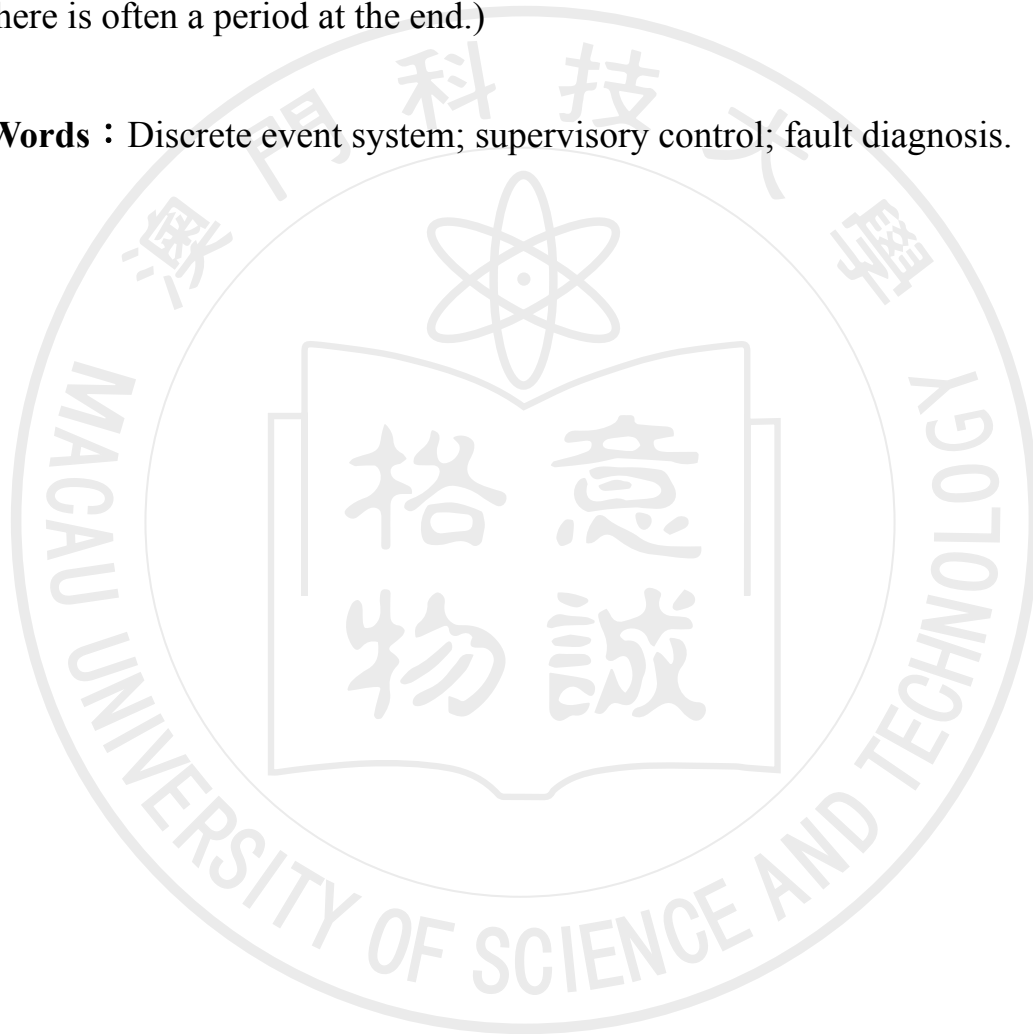 here is often a period at the end.)
Words：Discrete event system; supervisory control; fault diagnosis.
澳門科技大學
MACAU UNIVERSITY OF SCIENCE AND TECHNOLOGY
格意
物誠